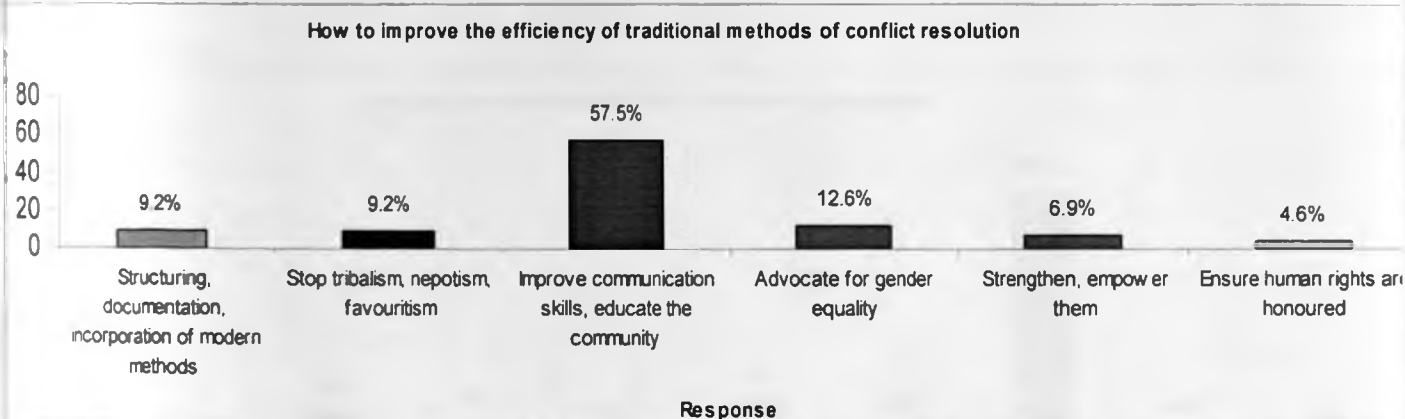 How to improve the efficiency of traditional methods of conflict resolution
80
60
40
20
0
9.2%
9.2%
57.5%
12.6%
6.9%
4.6%
Structuring,
documentation,
incorporation of modern
methods
Stop tribalism, nepotism,
favouritism
Improve communication
skills, educate the
community
Advocate for gender
equality
Strengthen, empower
them
Ensure human rights are
honoured
Response